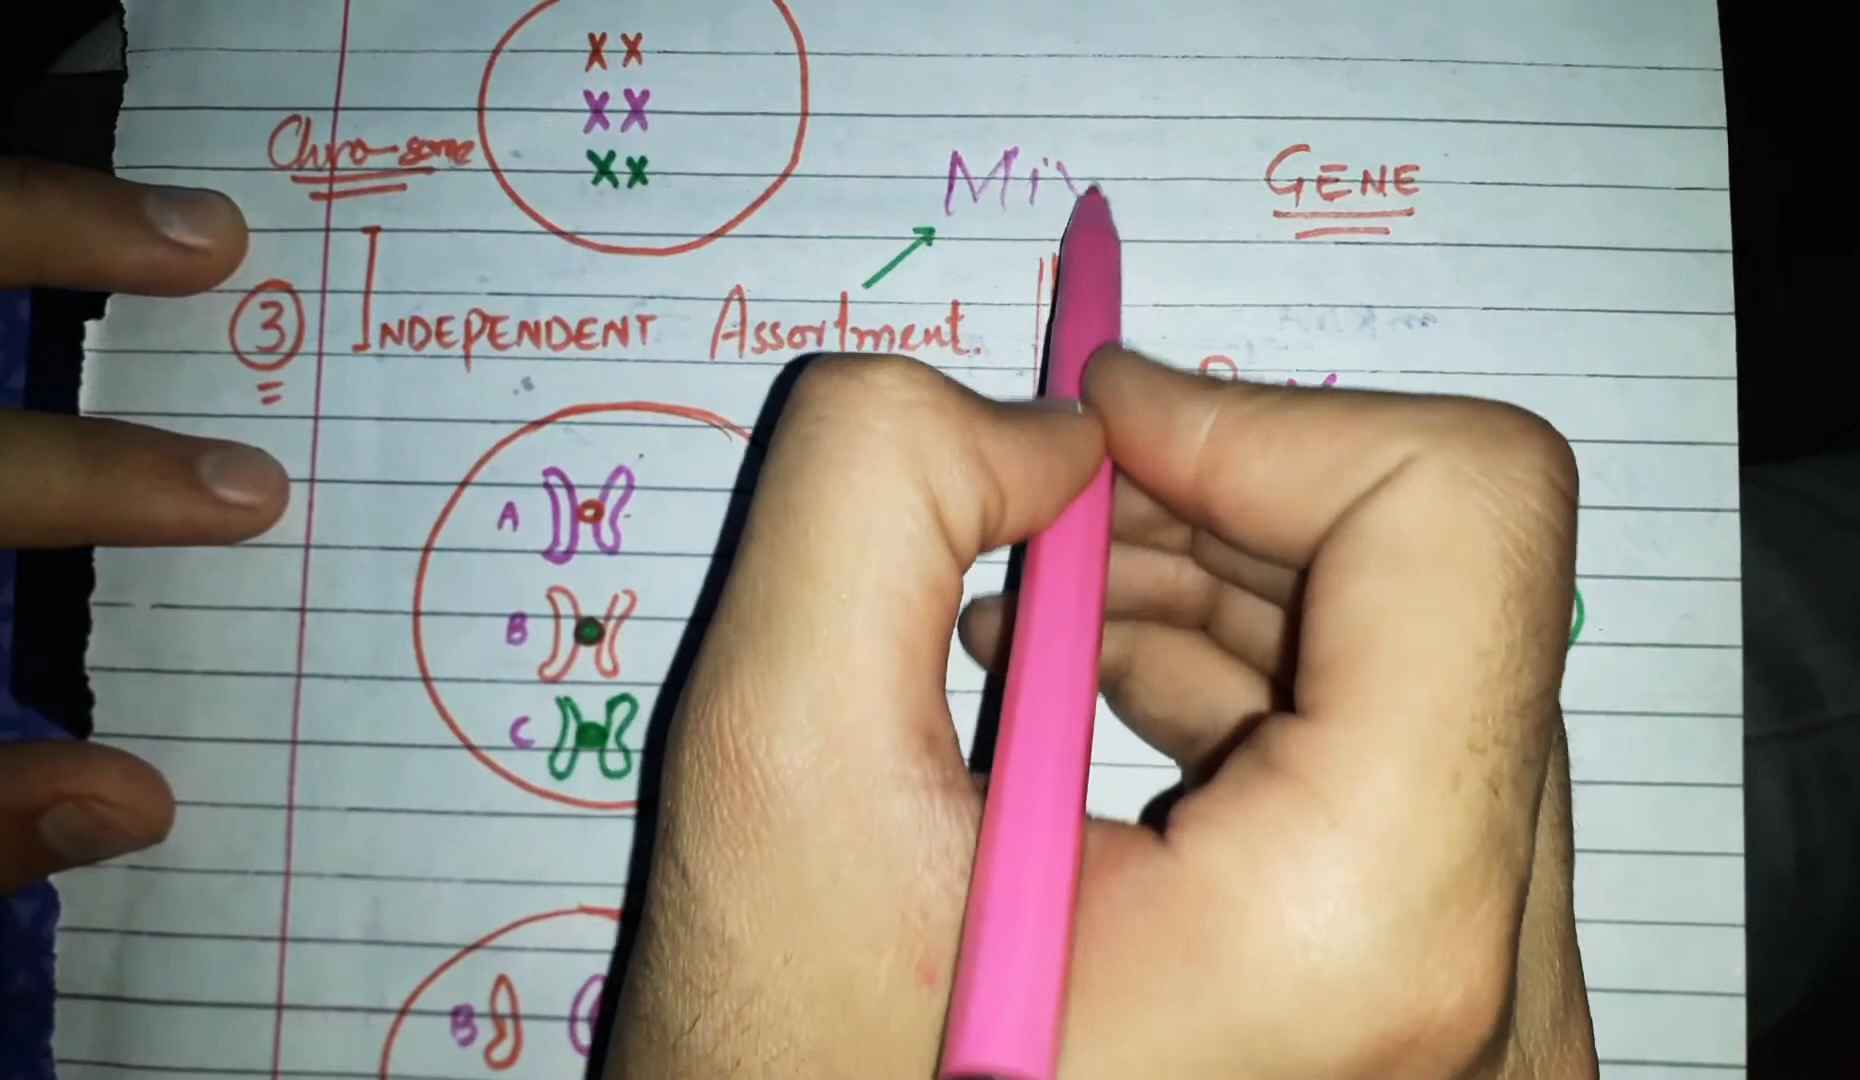 X X
X X
X X
Chro-some
GENE
③ INDEPENDENT Assortment.
A
B
C
B